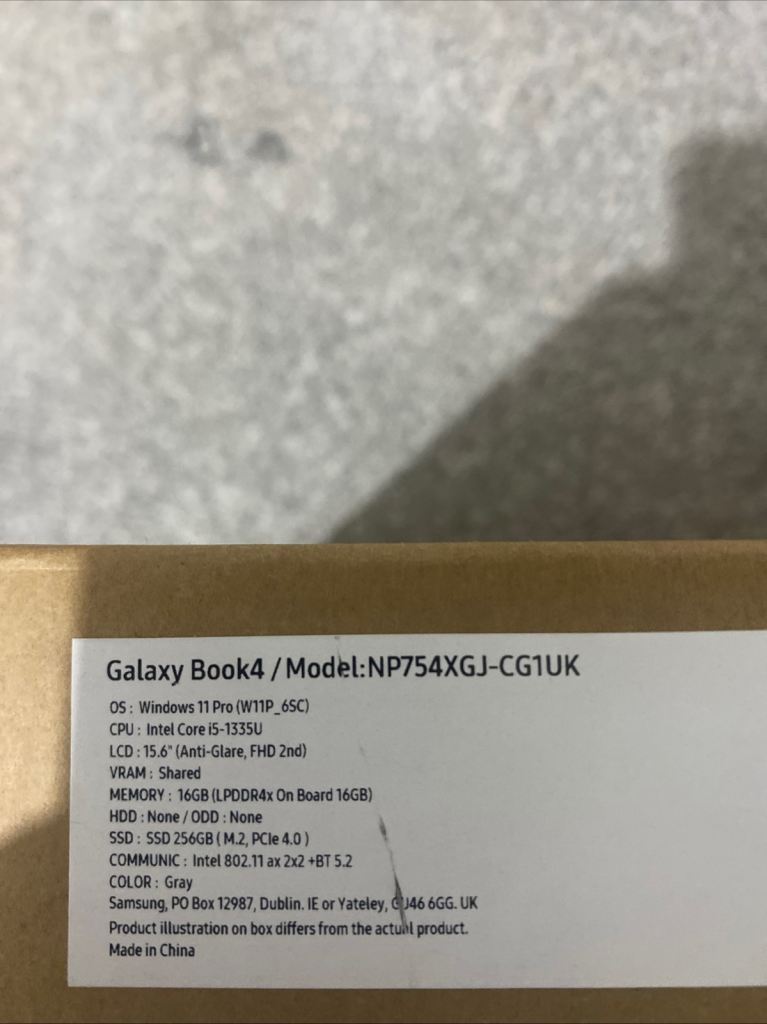 Galaxy Book4 / Model:NP754XGJ-CG1UK
OS : Windows 11 Pro (W11P_6SC)
CPU : Intel Core i5-1335U
LCD : 15.6" (Anti-Glare, FHD 2nd)
VRAM : Shared
MEMORY : 16GB (LPDDR4x On Board 16GB)
HDD : None / ODD : None
SSD : SSD 256GB ( M.2, PCIe 4.0 )
COMMUNIC : Intel 802.11 ax 2x2 +BT 5.2
COLOR : Gray
Samsung, PO Box 12987, Dublin. IE or Yateley, GU46 6GG. UK
Product illustration on box differs from the actual product.
Made in China